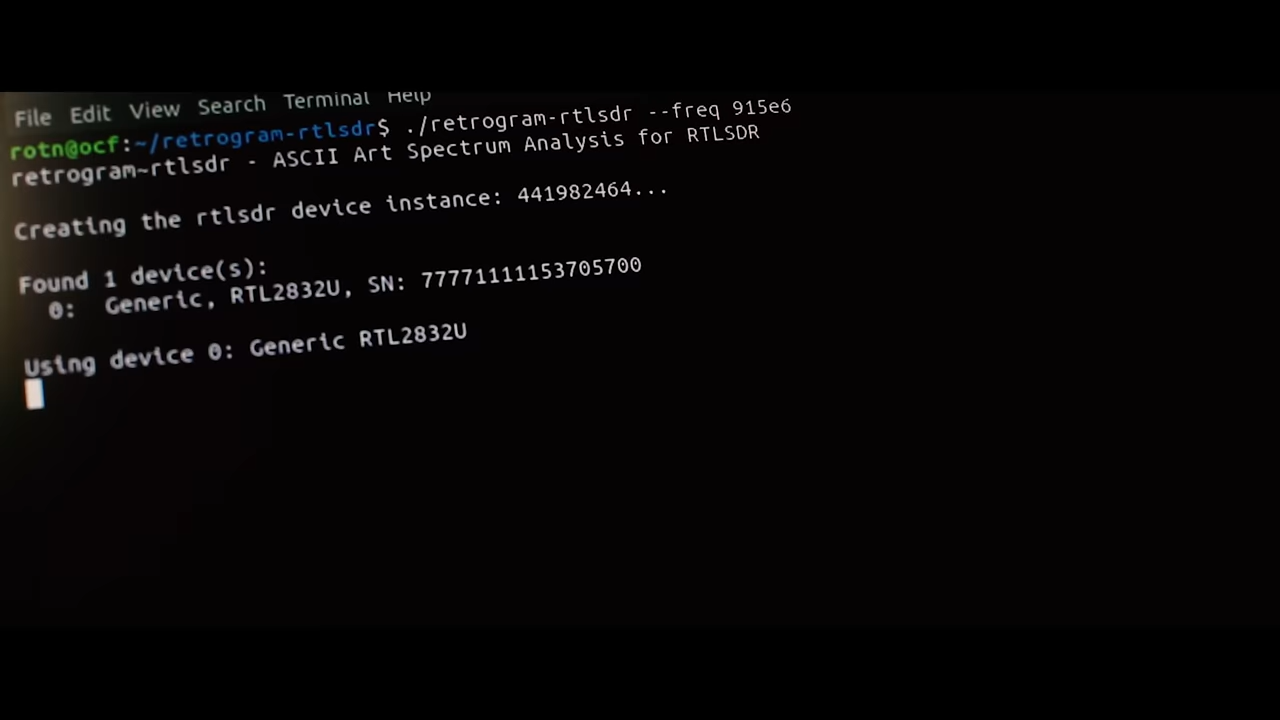 File Edit View Search Terminal Help
rotn@ocf:~/retrogram-rtlsdr$ ./retrogram-rtlsdr --freq 915e6
retrogram~rtlsdr - ASCII Art Spectrum Analysis for RTLSDR
Creating the rtlsdr device instance: 441982464...
Found 1 device(s):
0: Generic, RTL2832U, SN: 77771111153705700
Using device 0: Generic RTL2832U